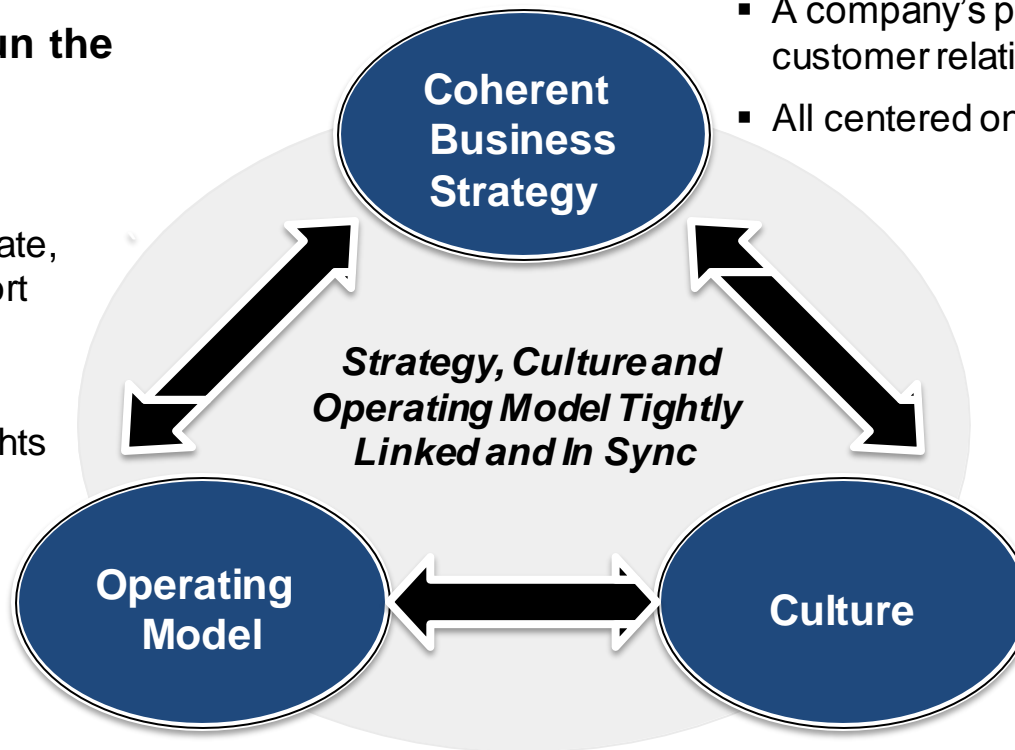 un the
A company's p
customer relati
All centered or
Coherent
Business
Strategy
ate,
ort
Strategy, Culture and
Operating Model Tightly
Linked and In Sync
hts
Operating
Model
Culture